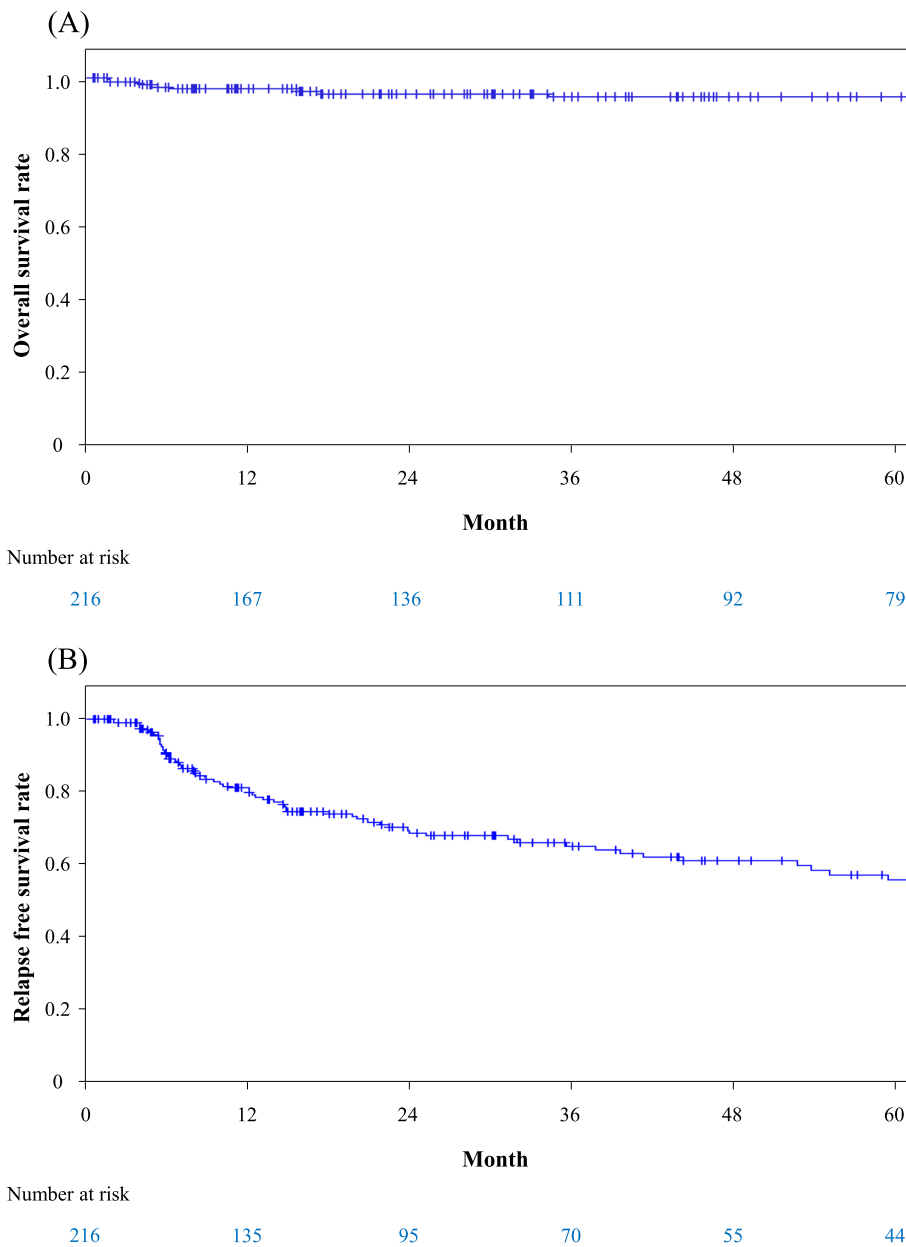 (A)
1.0
0.8
0.6
0.4
0.2
0
Overall survival rate
0 12 24 36 48 60
Month
Number at risk
216 167 136 111 92 79
(B)
1.0
0.8
0.6
0.4
0.2
0
Relapse free survival rate
0 12 24 36 48 60
Month
Number at risk
216 135 95 70 55 44